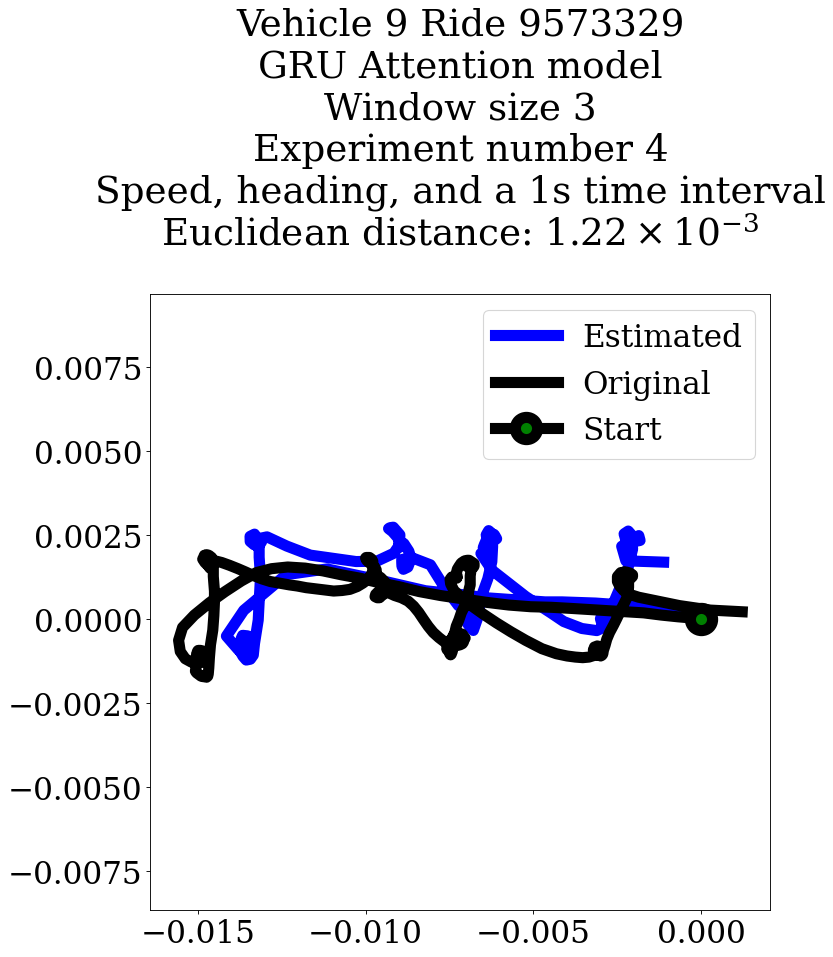 Vehicle 9 Ride 9573329
GRU Attention model
Window size 3
Experiment number 4
Speed, heading, and a 1s time interval
Euclidean distance: 1.22 × 10⁻³
Estimated
Original
Start
0.0075
0.0050
0.0025
0.0000
−0.0025
−0.0050
−0.0075
−0.015 −0.010 −0.005 0.000